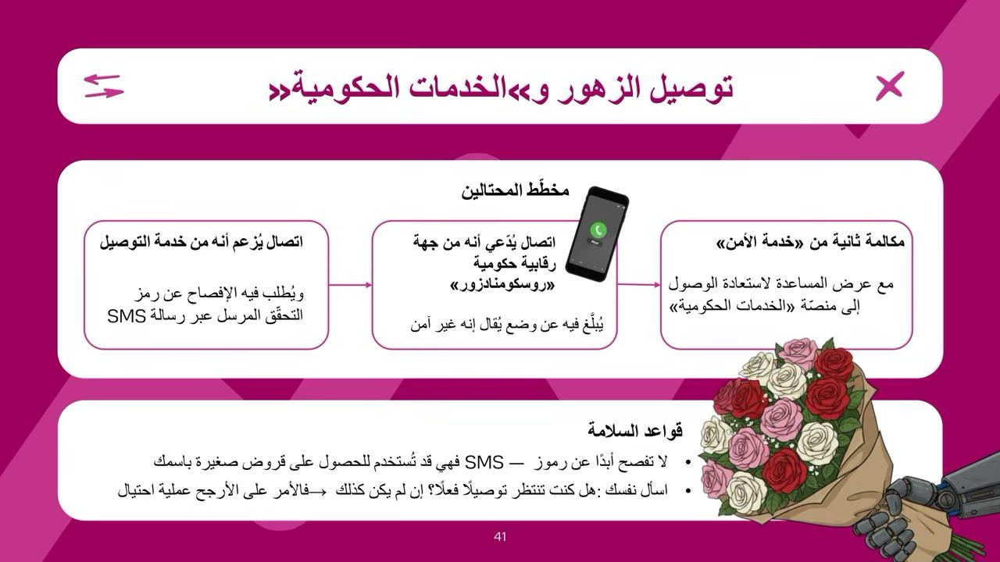 توصيل الزهور و»الخدمات الحكومية«
مخطّط المحتالين
اتصال يُزعم أنه من خدمة التوصيل
ويُطلب فيه الإفصاح عن رمز
التحقّق المرسل عبر رسالة SMS
اتصال يُدّعي أنه من جهة
رقابية حكومية
«روسكومنادزور»
يُبلَّغ فيه عن وضع يُقال إنه غير آمن
مكالمة ثانية من «خدمة الأمن»
مع عرض المساعدة لاستعادة الوصول
إلى منصّة «الخدمات الحكومية»
قواعد السلامة
• لا تفصح أبدًا عن رموز SMS — فهي قد تُستخدم للحصول على قروض صغيرة باسمك
• اسأل نفسك :هل كنت تنتظر توصيلًا فعلًا؟ إن لم يكن كذلك →فالأمر على الأرجح عملية احتيال
41